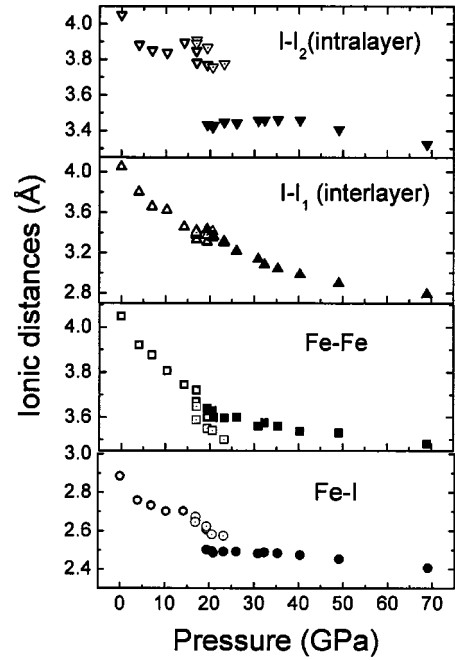 Ionic distances (Å)
4.0
3.8
3.6
3.4
I-I2 (intralayer)
4.0
3.6
3.2
2.8
I-I1 (interlayer)
4.0
3.8
3.6
Fe-Fe
3.0
2.8
2.6
2.4
Fe-I
0 10 20 30 40 50 60 70
Pressure (GPa)